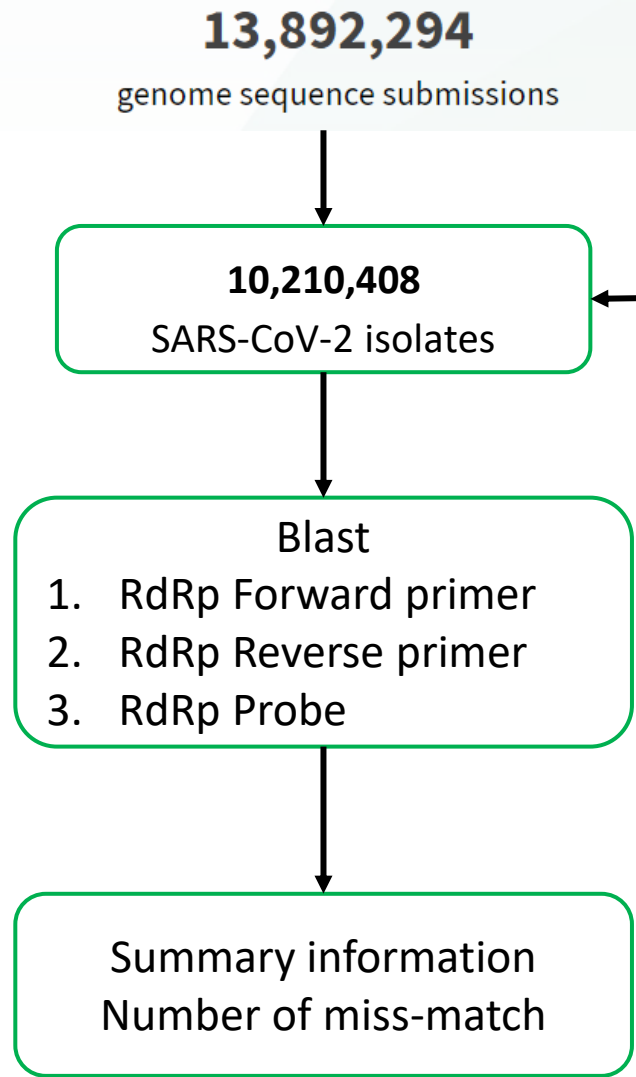 13,892,294
genome sequence submissions
10,210,408
SARS-CoV-2 isolates
Blast
1. RdRp Forward primer
2. RdRp Reverse primer
3. RdRp Probe
Summary information
Number of miss-match